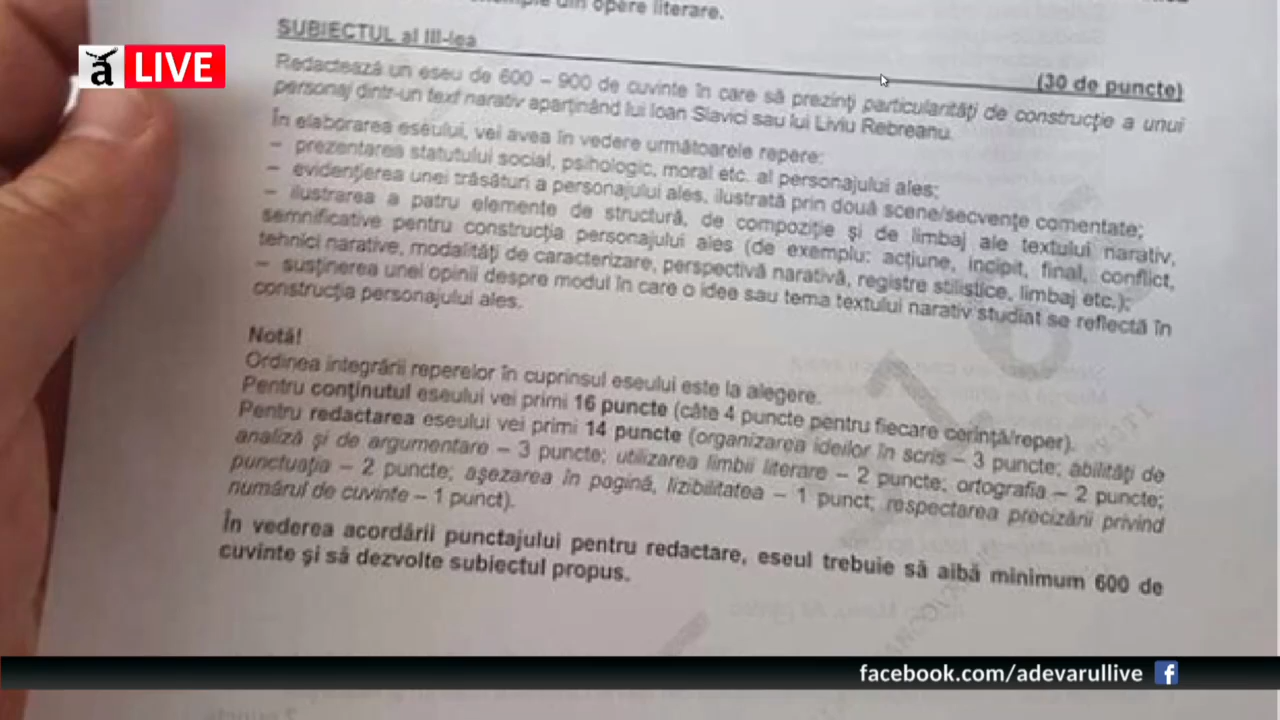 din opere literare.
SUBIECTUL al III-lea
(30 de puncte)
Redactează un eseu de 600 – 900 de cuvinte în care să prezinți particularități de construcție a unui
personaj dintr-un text narativ aparținând lui Ioan Slavici sau lui Liviu Rebreanu.
În elaborarea eseului, vei avea în vedere următoarele repere:
– prezentarea statutului social, psihologic, moral etc. al personajului ales;
– evidențierea unei trăsături a personajului ales, ilustrată prin două scene/secvențe comentate;
– ilustrarea a patru elemente de structură, de compoziție și de limbaj ale textului narativ,
semnificative pentru construcția personajului ales (de exemplu: acțiune, incipit, final, conflict,
tehnici narative, modalități de caracterizare, perspectivă narativă, registre stilistice, limbaj etc.);
– susținerea unei opinii despre modul în care o idee sau tema textului narativ studiat se reflectă în
construcția personajului ales.
Notă!
Ordinea integrării reperelor în cuprinsul eseului este la alegere.
Pentru conținutul eseului vei primi 16 puncte (câte 4 puncte pentru fiecare cerință/reper).
Pentru redactarea eseului vei primi 14 puncte (organizarea ideilor în scris – 3 puncte; abilități de
analiză și de argumentare – 3 puncte; utilizarea limbii literare – 2 puncte; ortografia – 2 puncte;
punctuația – 2 puncte; așezarea în pagină, lizibilitatea – 1 punct; respectarea precizării privind
numărul de cuvinte – 1 punct).
În vederea acordării punctajului pentru redactare, eseul trebuie să aibă minimum 600 de
cuvinte și să dezvolte subiectul propus.
ă LIVE
facebook.com/adevarullive f